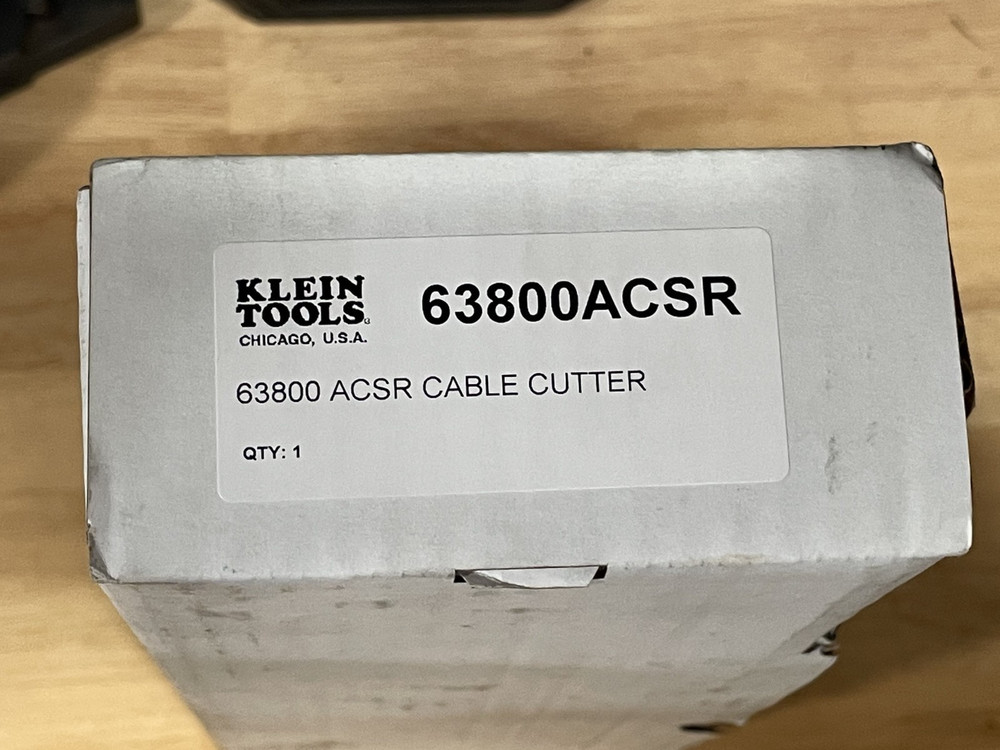 KLEIN
TOOLS
CHICAGO, U.S.A.
63800ACSR
63800 ACSR CABLE CUTTER
QTY: 1